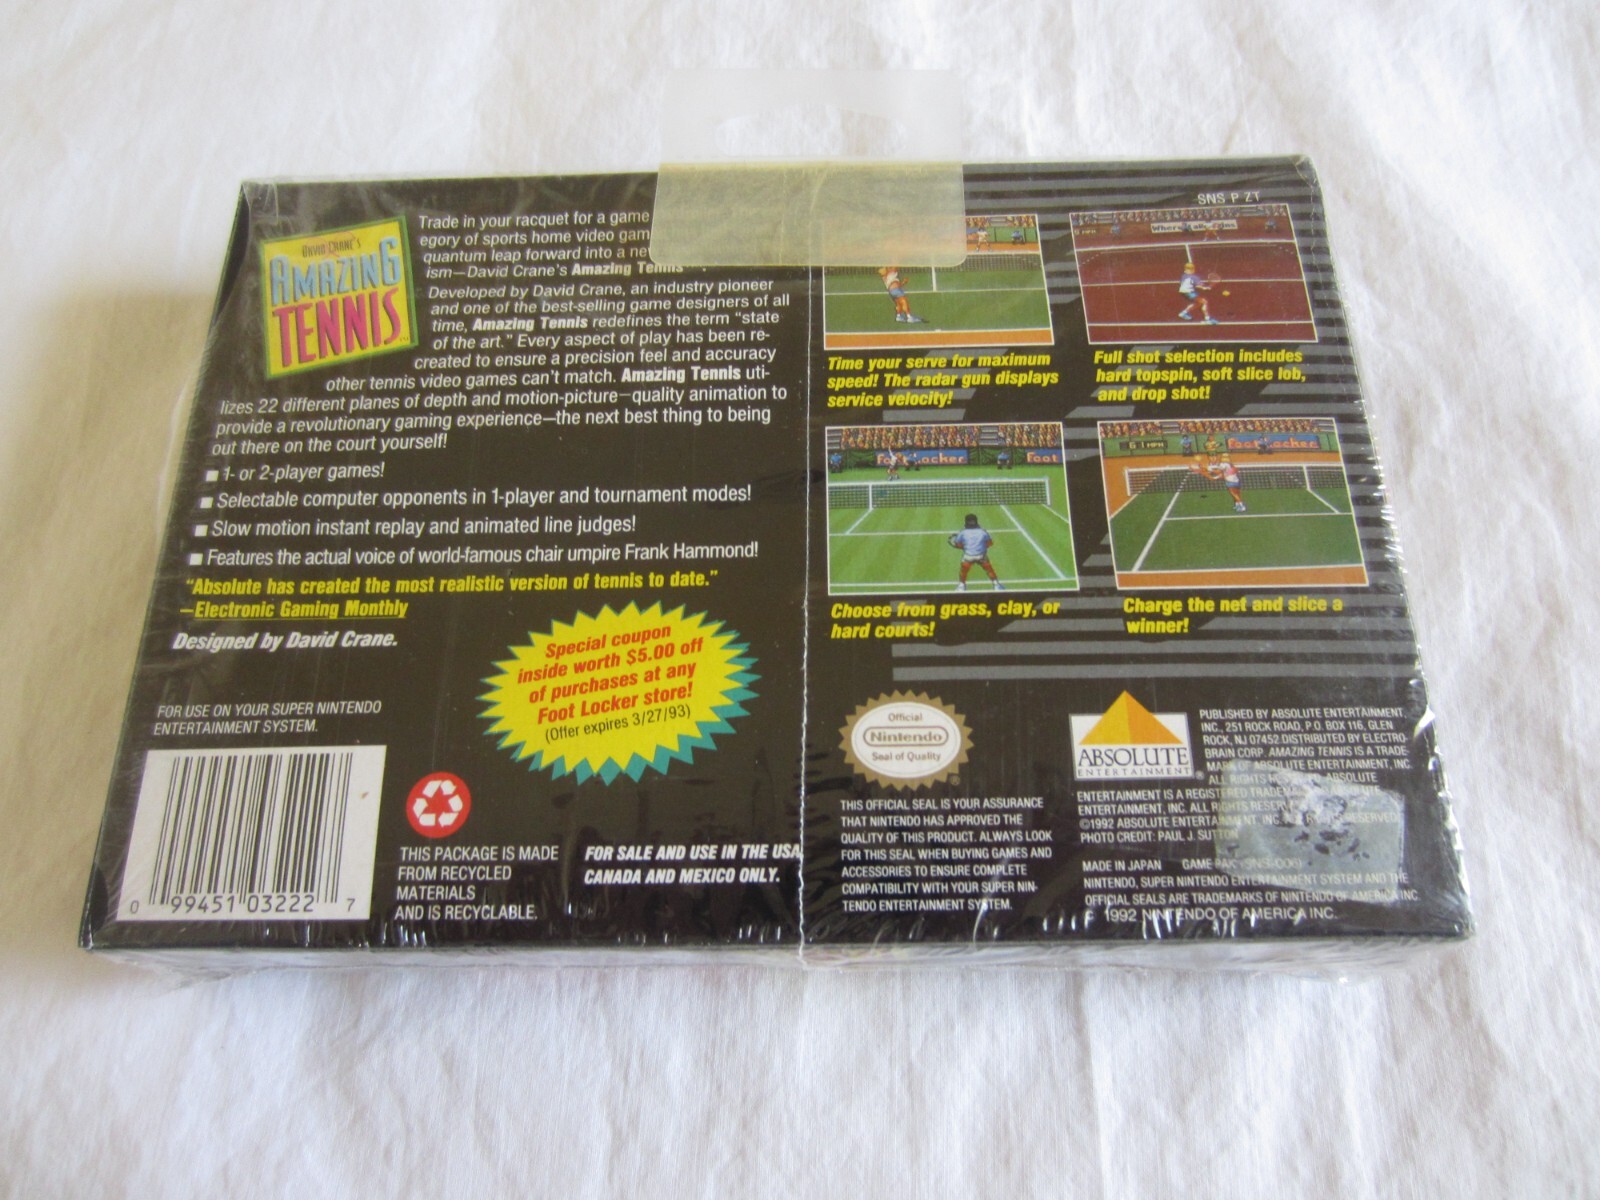 SNS P ZT
DAVID CRANE'S
AMAZING
TENNIS
Trade in your racquet for a game
egory of sports home video gam
quantum leap forward into a ne
ism—David Crane's Amazing Tennis
Developed by David Crane, an industry pioneer
and one of the best-selling game designers of all
time, Amazing Tennis redefines the term "state
of the art." Every aspect of play has been re-
created to ensure a precision feel and accuracy
other tennis video games can't match. Amazing Tennis uti-
lizes 22 different planes of depth and motion-picture—quality animation to
provide a revolutionary gaming experience—the next best thing to being
out there on the court yourself!
■ 1- or 2-player games!
■ Selectable computer opponents in 1-player and tournament modes!
■ Slow motion instant replay and animated line judges!
■ Features the actual voice of world-famous chair umpire Frank Hammond!
"Absolute has created the most realistic version of tennis to date."
—Electronic Gaming Monthly
Designed by David Crane.
Special coupon
inside worth $5.00 off
of purchases at any
Foot Locker store!
(Offer expires 3/27/93)
FOR USE ON YOUR SUPER NINTENDO
ENTERTAINMENT SYSTEM.
0 99451 03222 7
THIS PACKAGE IS MADE
FROM RECYCLED
MATERIALS
AND IS RECYCLABLE.
FOR SALE AND USE IN THE USA,
CANADA AND MEXICO ONLY.
Time your serve for maximum
speed! The radar gun displays
service velocity!
Full shot selection includes
hard topspin, soft slice lob,
and drop shot!
Foot Locker
Foot
Foot Locker
Choose from grass, clay, or
hard courts!
Charge the net and slice a
winner!
Official
Nintendo
Seal of Quality
®
THIS OFFICIAL SEAL IS YOUR ASSURANCE
THAT NINTENDO HAS APPROVED THE
QUALITY OF THIS PRODUCT. ALWAYS LOOK
FOR THIS SEAL WHEN BUYING GAMES AND
ACCESSORIES TO ENSURE COMPLETE
COMPATIBILITY WITH YOUR SUPER NIN-
TENDO ENTERTAINMENT SYSTEM.
ABSOLUTE
ENTERTAINMENT®
PUBLISHED BY ABSOLUTE ENTERTAINMENT,
INC., 251 ROCK ROAD, P.O. BOX 116, GLEN
ROCK, NJ 07452. DISTRIBUTED BY ELECTRO-
BRAIN CORP. AMAZING TENNIS IS A TRADE-
MARK OF ABSOLUTE ENTERTAINMENT, INC.
ALL RIGHTS ABSOLUTE
ENTERTAINMENT IS A REGISTERED ABSOLUTE
ENTERTAINMENT, INC. ALL RIGHTS
©1992 ABSOLUTE ENTERTAINMENT, INC. RESERVED.
PHOTO CREDIT: PAUL J. SUTTON
MADE IN JAPAN GAME PAK (SNS-006)
NINTENDO, SUPER NINTENDO ENTERTAINMENT SYSTEM AND THE
OFFICIAL SEALS ARE TRADEMARKS OF NINTENDO OF AMERICA INC.
© 1992 NINTENDO OF AMERICA INC.